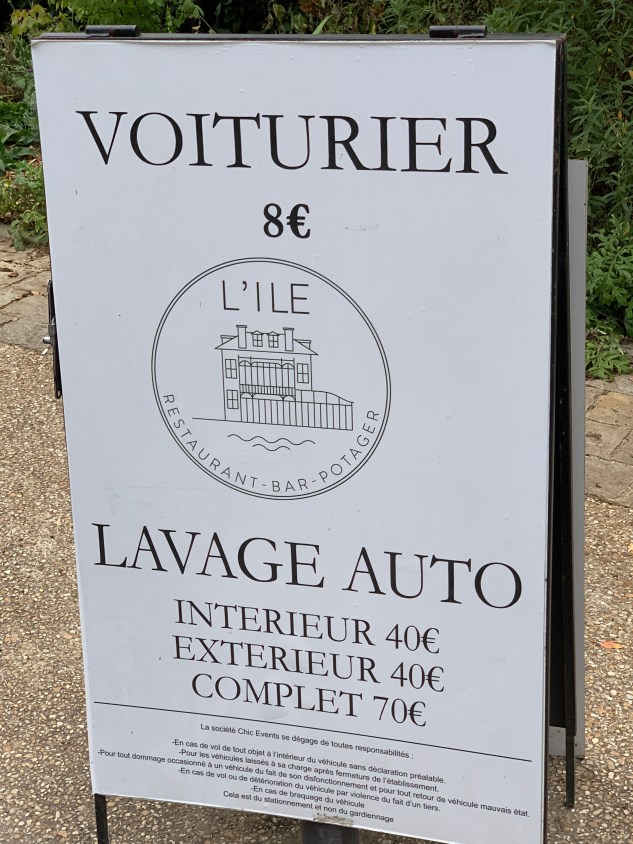 VOITURIER
8€
L'ILE
RESTAURANT-BAR-POTAGER
LAVAGE AUTO
INTERIEUR 40€
EXTERIEUR 40€
COMPLET 70€
La société Chic Events se dégage de toutes responsabilités :
-En cas de vol de tout objet à l'intérieur du véhicule sans déclaration préalable.
-Pour les véhicules laissés à sa charge après fermeture de l'établissement.
-Pour tout dommage occasionné à un véhicule du fait de son disfonctionnement et pour tout retour de véhicule mauvais état.
-En cas de vol ou de détérioration du véhicule par violence du fait d'un tiers.
-En cas de braquage du véhicule
Cela est du stationnement et non du gardiennage